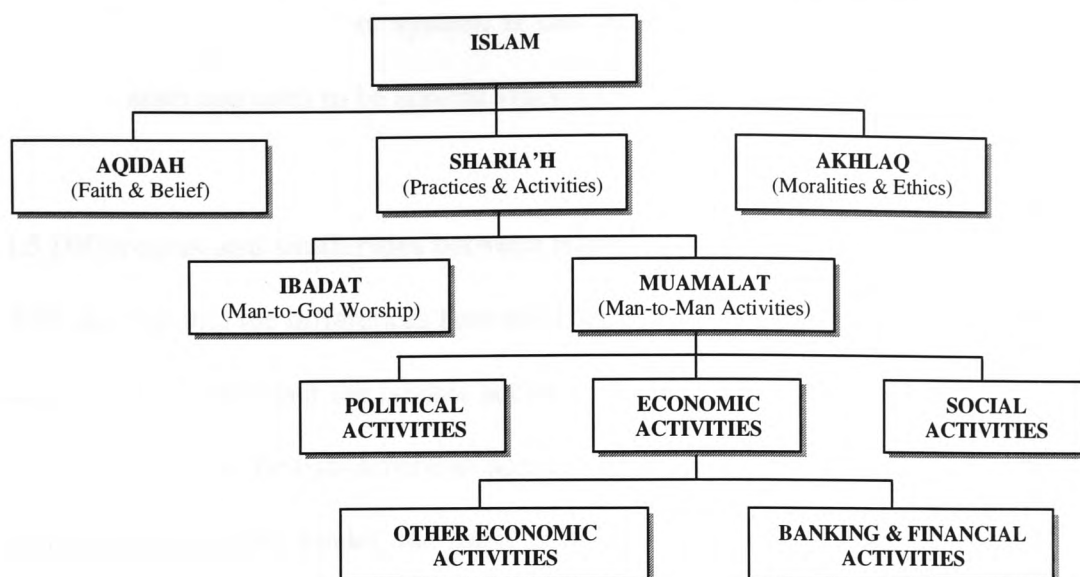 ISLAM
AQIDAH
(Faith & Belief)
SHARIA'H
(Practices & Activities)
AKHLAQ
(Moralities & Ethics)
IBADAT
(Man-to-God Worship)
MUAMALAT
(Man-to-Man Activities)
POLITICAL
ACTIVITIES
ECONOMIC
ACTIVITIES
SOCIAL
ACTIVITIES
OTHER ECONOMIC
ACTIVITIES
BANKING & FINANCIAL
ACTIVITIES